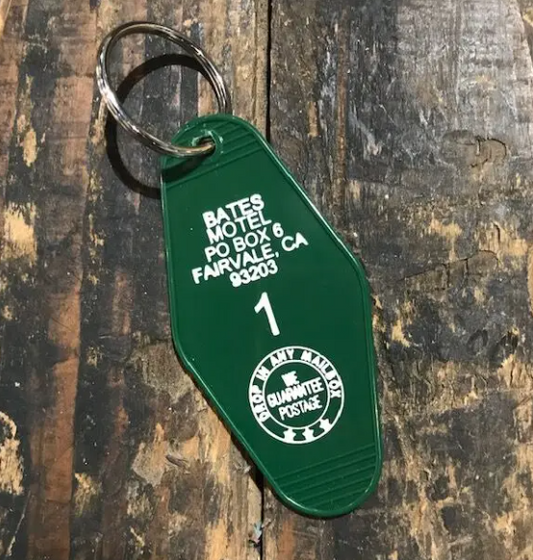 BATES
MOTEL
PO BOX 6
FAIRVALE, CA
93203
1
DROP IN ANY MAILBOX
WE
GUARANTEE
POSTAGE